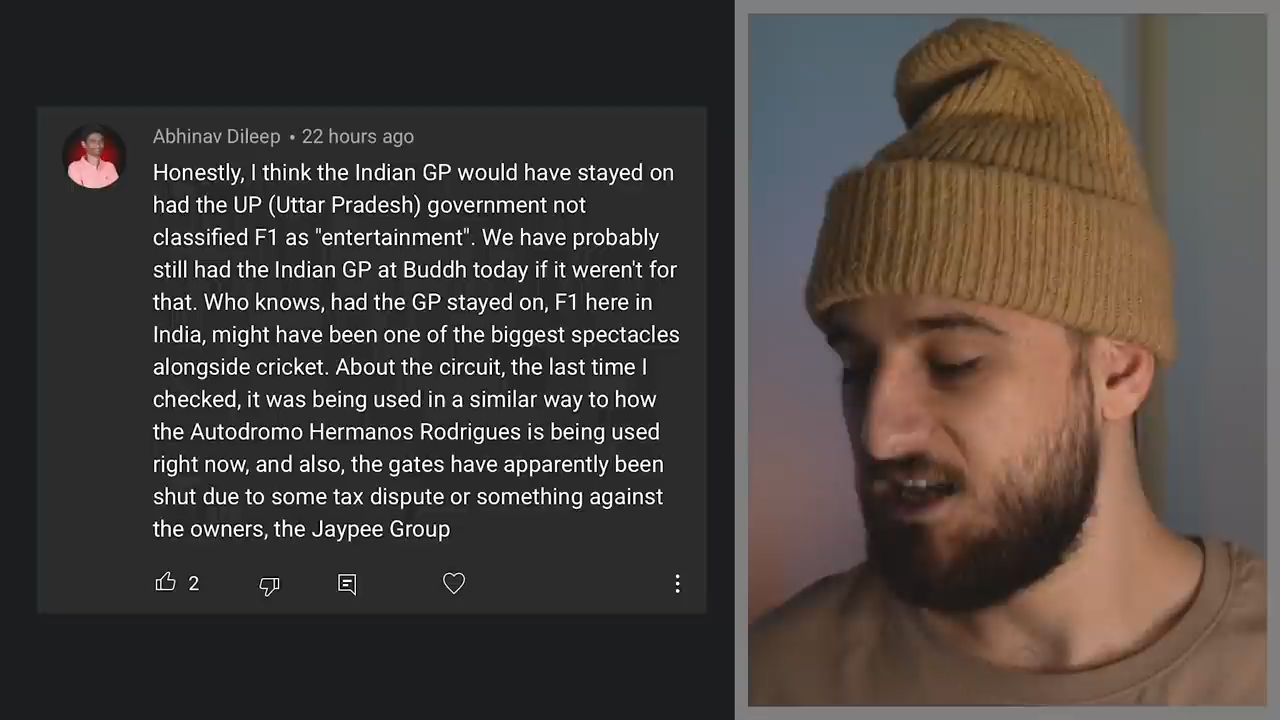 Abhinav Dileep • 22 hours ago
Honestly, I think the Indian GP would have stayed on
had the UP (Uttar Pradesh) government not
classified F1 as "entertainment". We have probably
still had the Indian GP at Buddh today if it weren't for
that. Who knows, had the GP stayed on, F1 here in
India, might have been one of the biggest spectacles
alongside cricket. About the circuit, the last time I
checked, it was being used in a similar way to how
the Autodromo Hermanos Rodrigues is being used
right now, and also, the gates have apparently been
shut due to some tax dispute or something against
the owners, the Jaypee Group
2